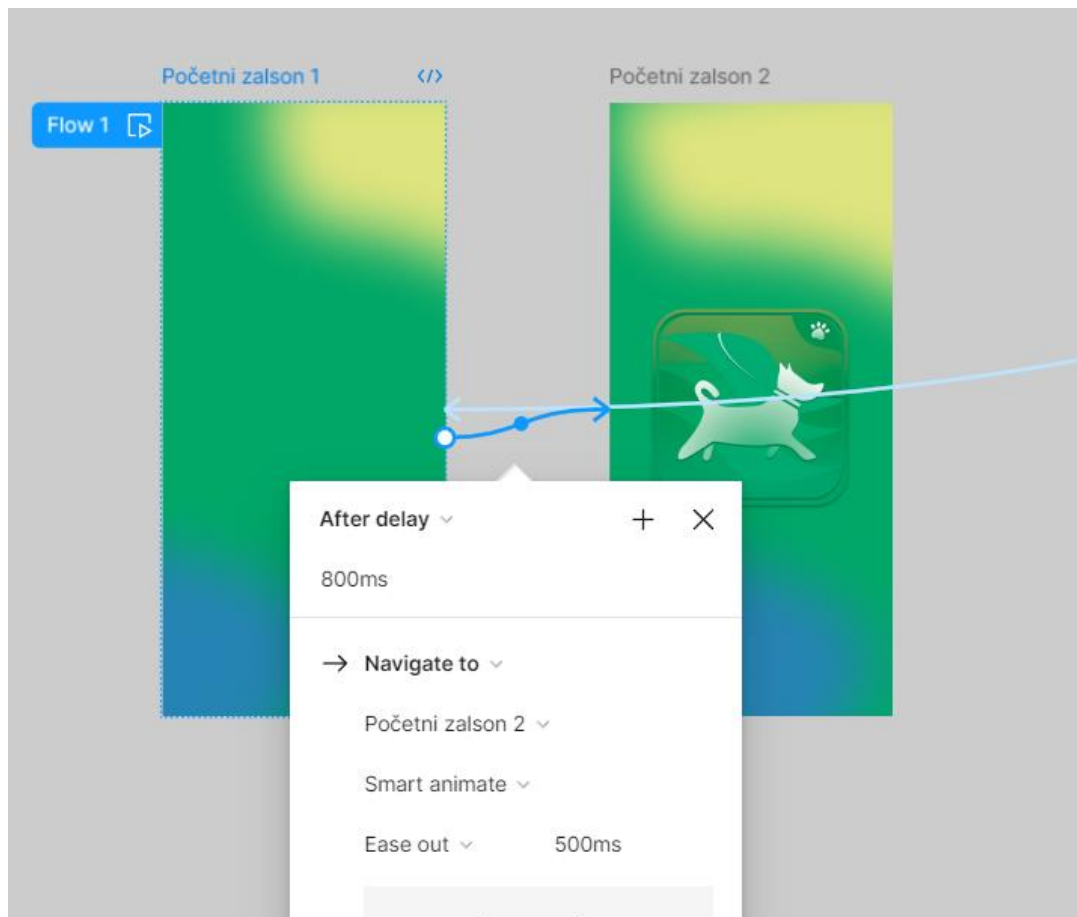 Početni zalson 1 </>
Početni zalson 2
Flow 1
After delay
800ms
Navigate to
Početni zalson 2
Smart animate
Ease out 500ms